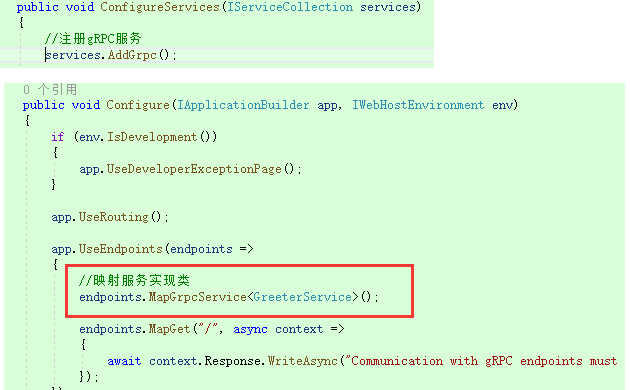 public void ConfigureServices(IServiceCollection services)
{
//注册gRPC服务
services.AddGrpc();
0 个引用
public void Configure(IApplicationBuilder app, IWebHostEnvironment env)
{
if (env.IsDevelopment())
{
app.UseDeveloperExceptionPage();
}
app.UseRouting();
app.UseEndpoints(endpoints =>
{
//映射服务实现类
endpoints.MapGrpcService<GreeterService>();
endpoints.MapGet("/", async context =>
{
await context.Response.WriteAsync("Communication with gRPC endpoints must
});
});